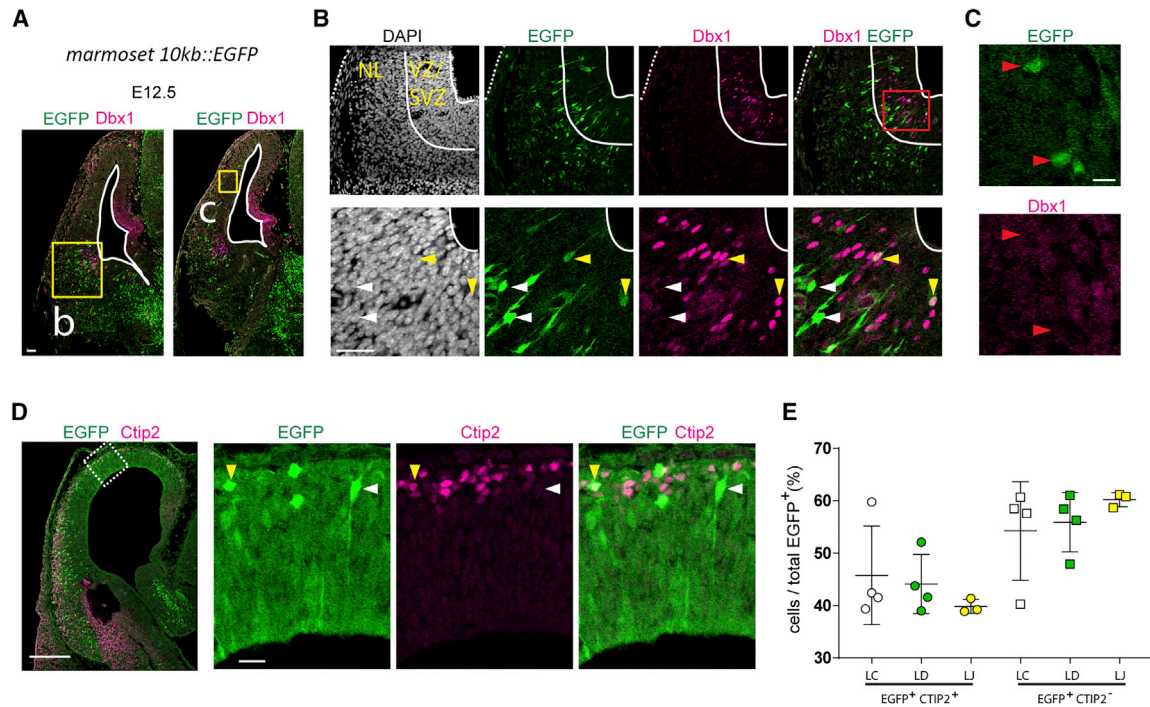 A
marmoset 10kb::EGFP
E12.5
EGFP Dbx1
b
c
B
DAPI
EGFP
Dbx1
Dbx1 EGFP
NL
VZ/
SVZ
C
EGFP
Dbx1
D
EGFP Ctip2
EGFP
Ctip2
EGFP Ctip2
E
cells / total EGFP⁺(%)
70
60
50
40
30
LC LD LJ LC LD LJ
EGFP⁺ CTIP2⁺ EGFP⁺ CTIP2⁻